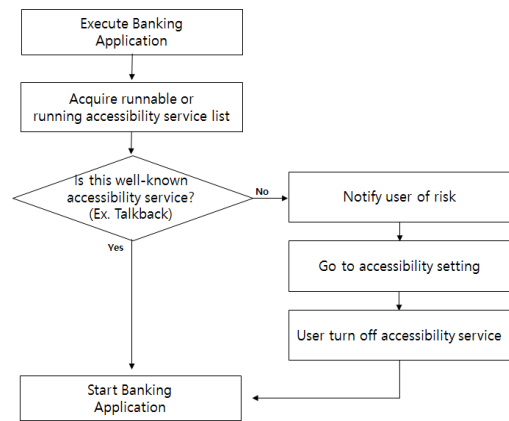 Execute Banking
Application
Acquire runnable or
running accessibility service list
Is this well-known
accessibility service?
(Ex. Talkback)
No
Yes
Notify user of risk
Go to accessibility setting
User turn off accessibility service
Start Banking
Application